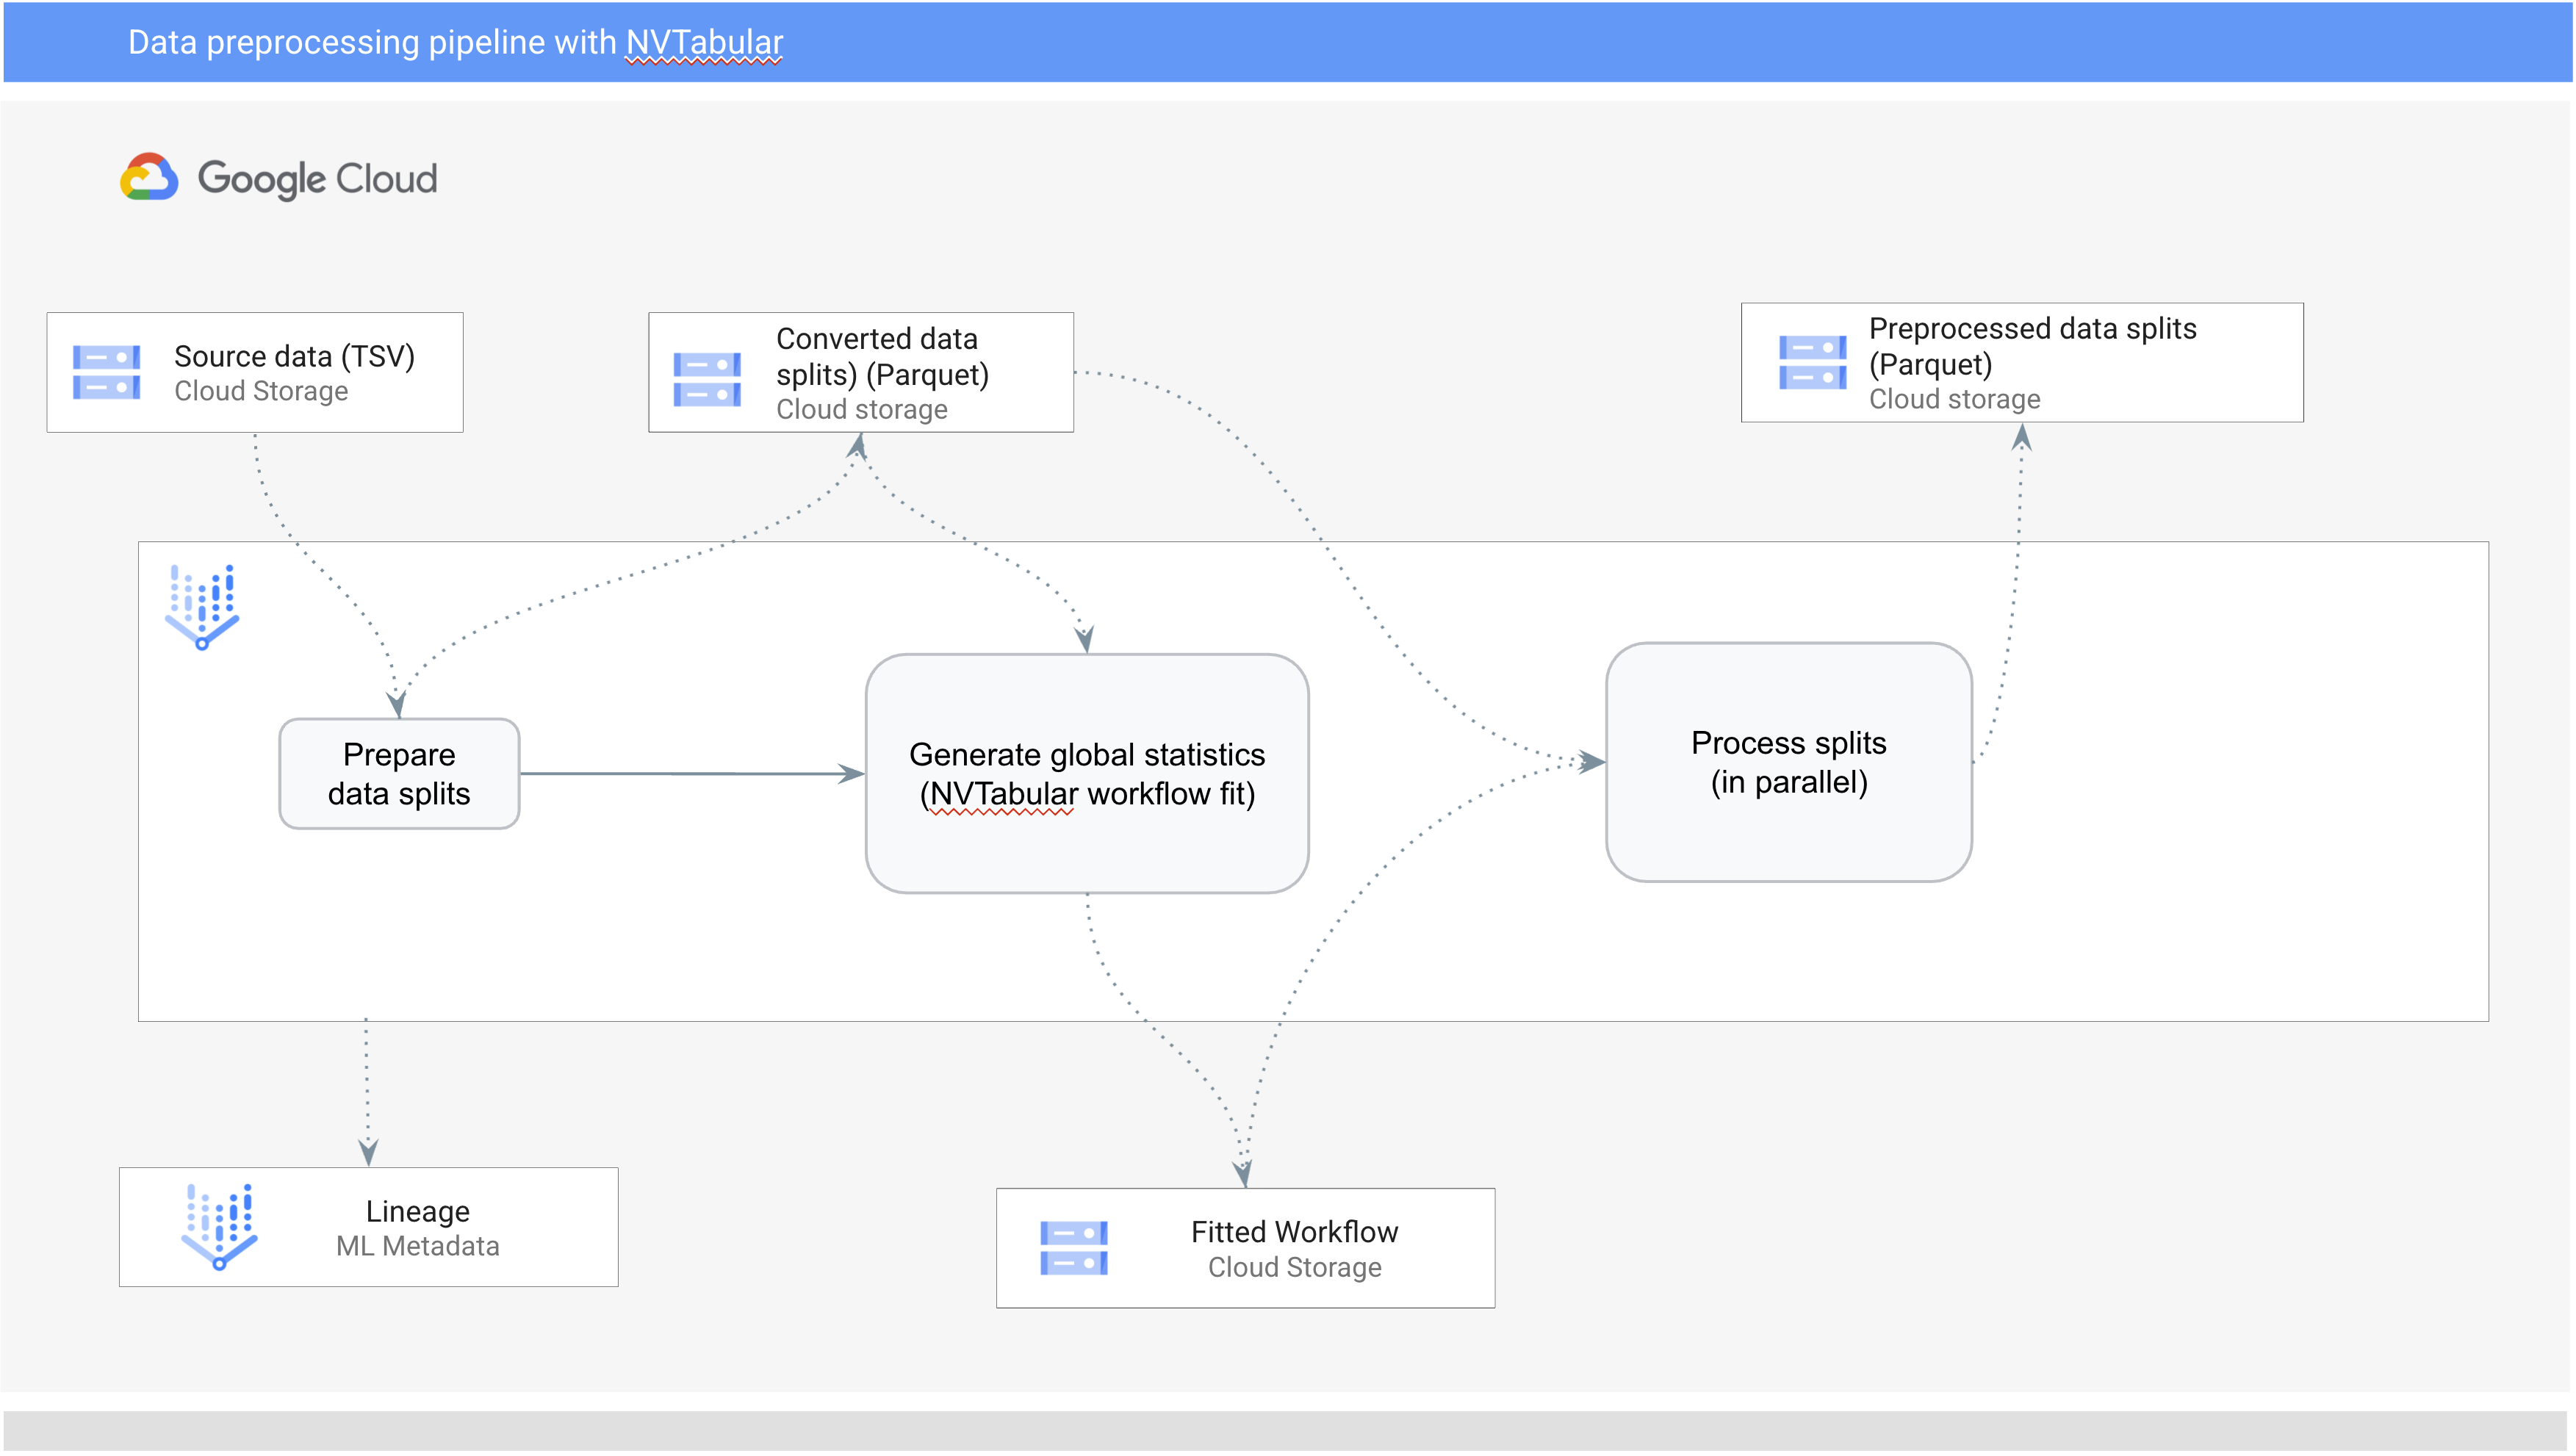 Data preprocessing pipeline with NVTabular
Google Cloud
Source data (TSV)
Cloud Storage
Converted data
splits) (Parquet)
Cloud storage
Preprocessed data splits
(Parquet)
Cloud storage
Prepare
data splits
Generate global statistics
(NVTabular workflow fit)
Process splits
(in parallel)
Lineage
ML Metadata
Fitted Workflow
Cloud Storage